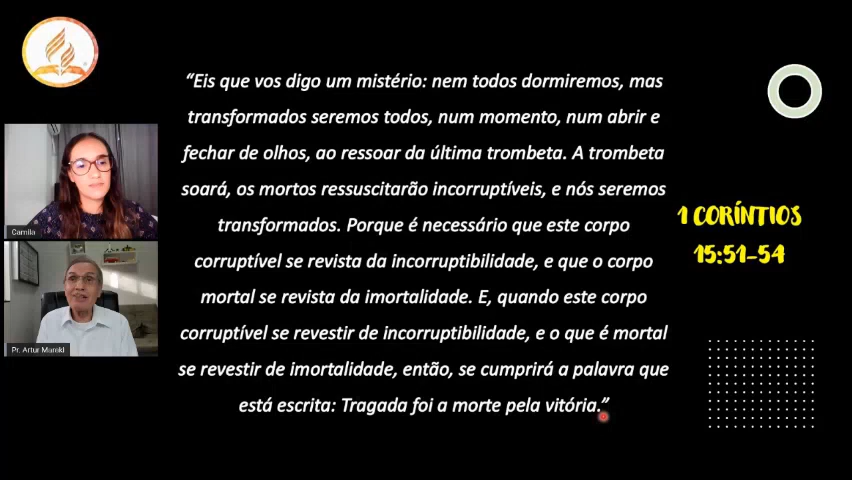 “Eis que vos digo um mistério: nem todos dormiremos, mas
transformados seremos todos, num momento, num abrir e
fechar de olhos, ao ressoar da última trombeta. A trombeta
soará, os mortos ressuscitarão incorruptíveis, e nós seremos
transformados. Porque é necessário que este corpo
corruptível se revista da incorruptibilidade, e que o corpo
mortal se revista da imortalidade. E, quando este corpo
corruptível se revestir de incorruptibilidade, e o que é mortal
se revestir de imortalidade, então, se cumprirá a palavra que
está escrita: Tragada foi a morte pela vitória.”
1 CORÍNTIOS
15:51-54
Camila
Pr. Artur Maraki